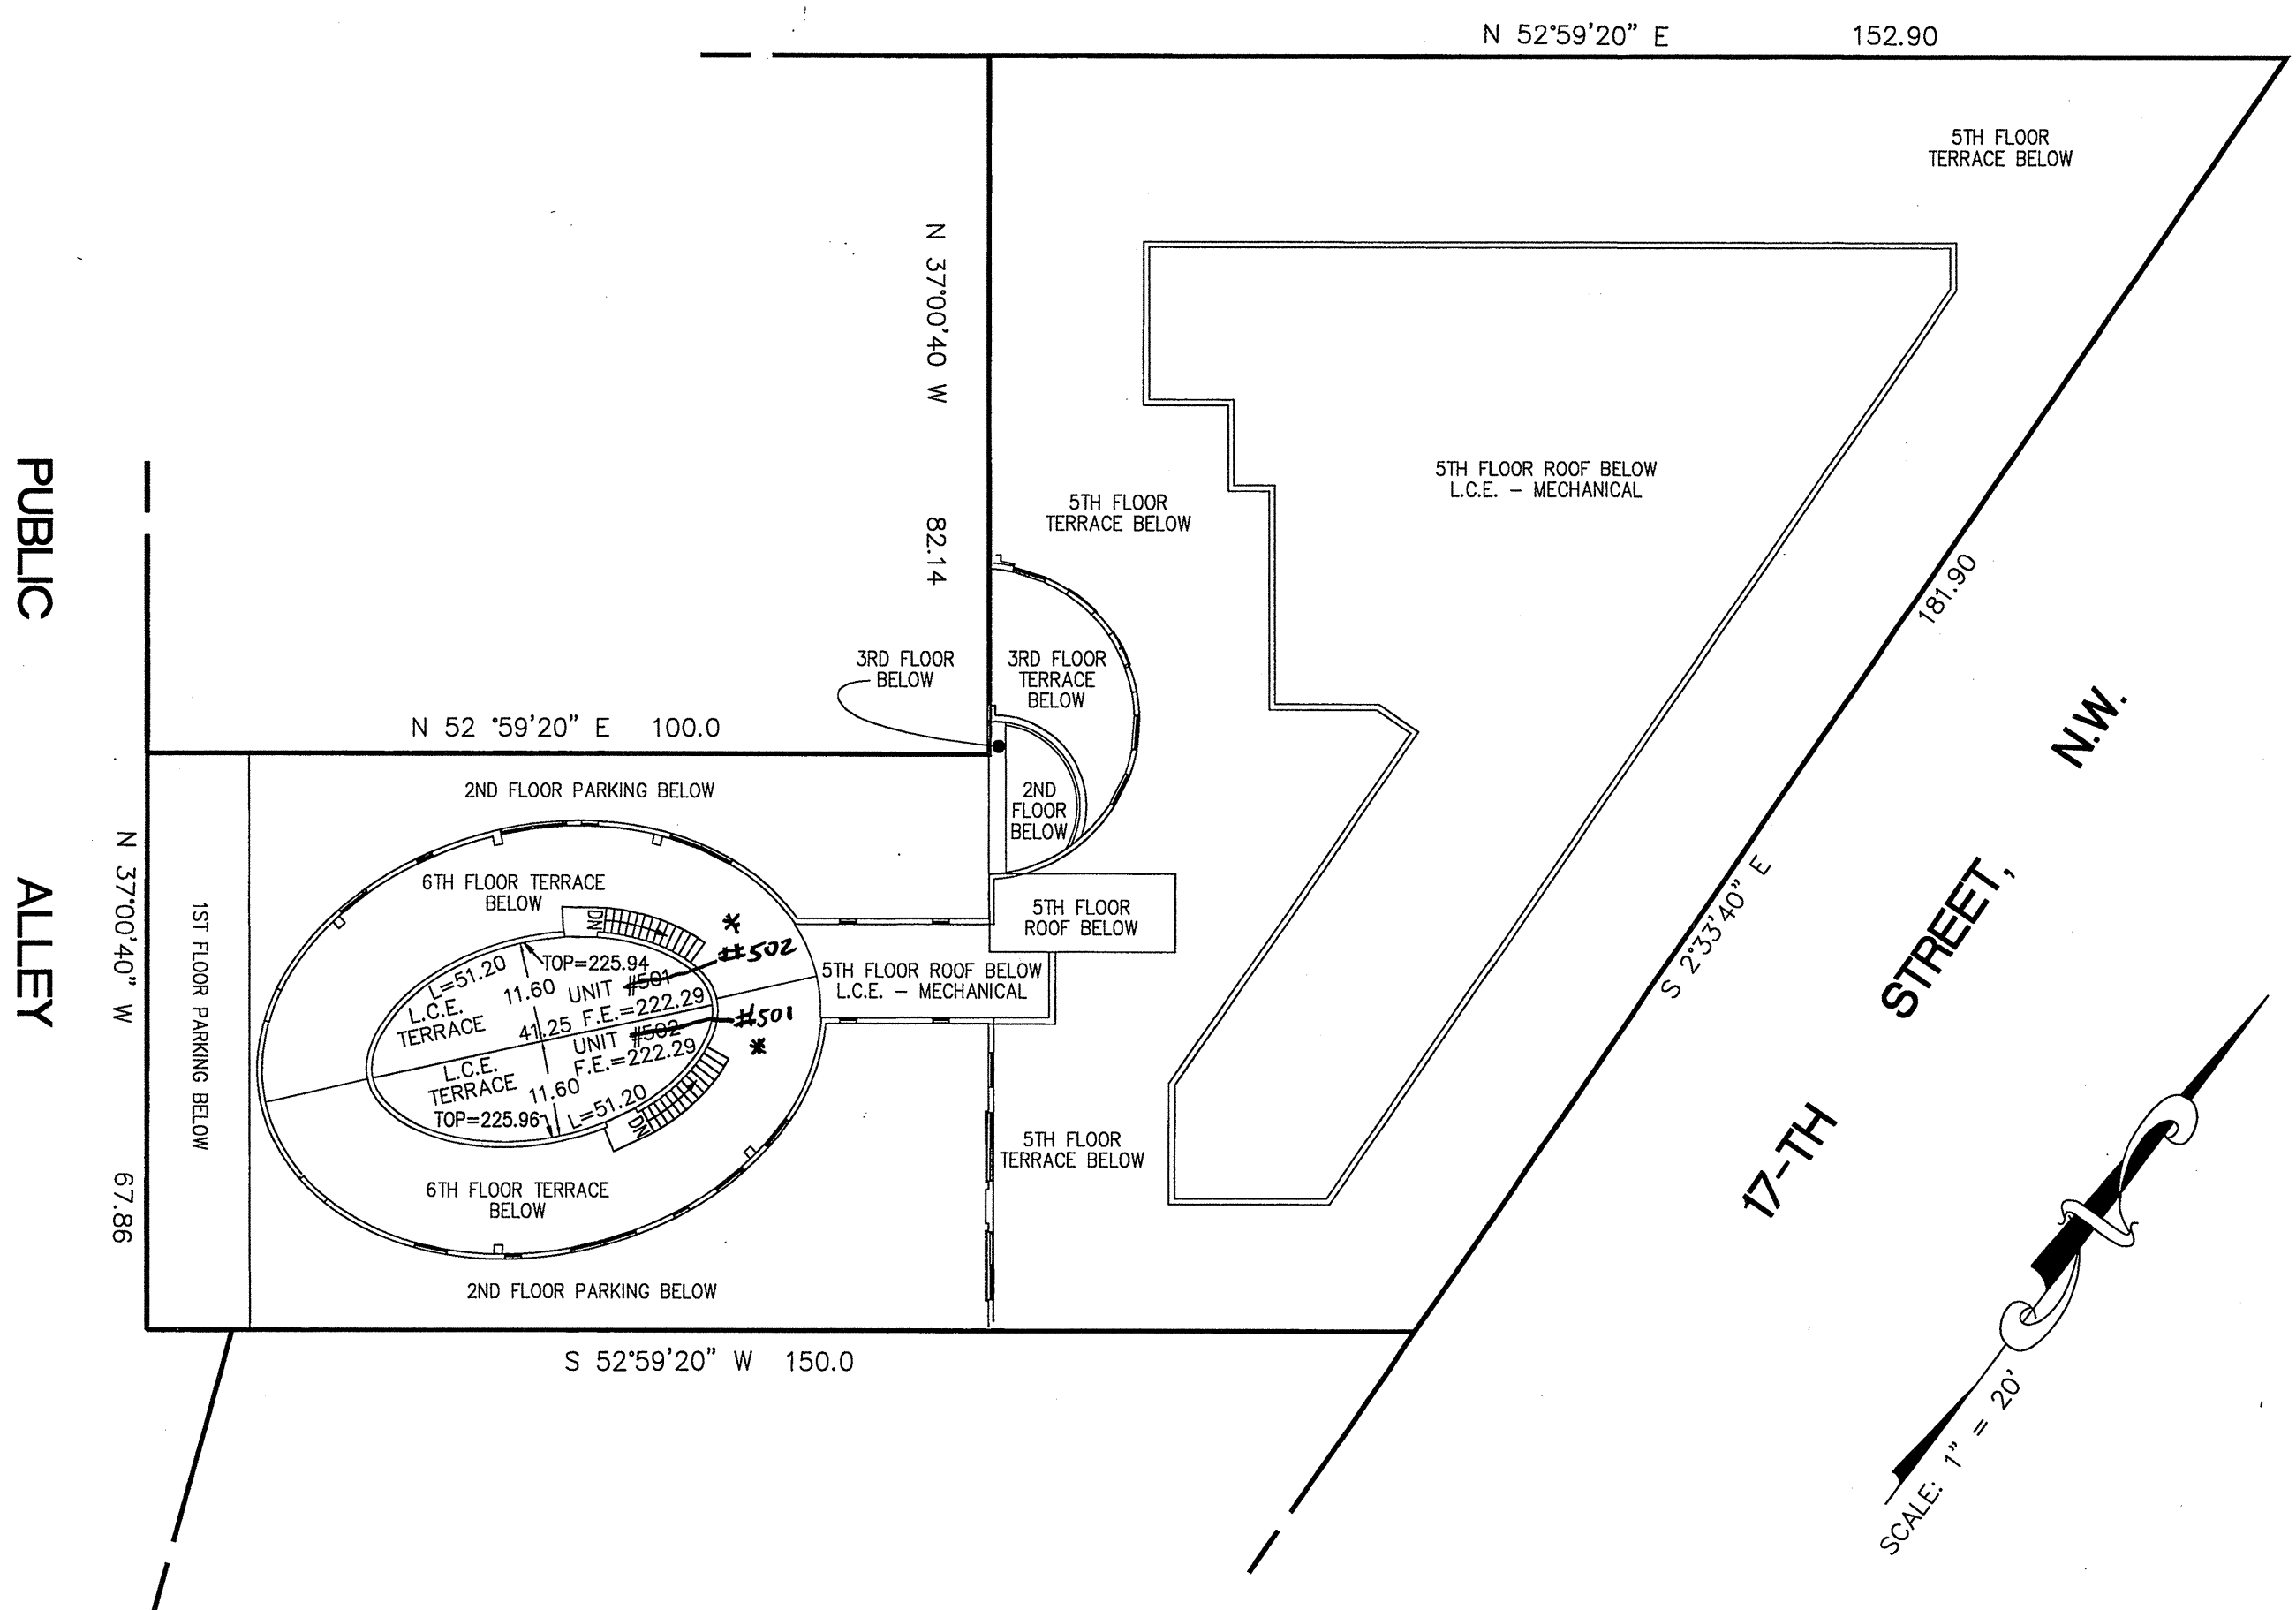 N 52°59'20" E 152.90
5TH FLOOR
TERRACE BELOW
N 37°00'40 W 82.14
5TH FLOOR ROOF BELOW
L.C.E. - MECHANICAL
5TH FLOOR
TERRACE BELOW
181.90
S 2°33'40" E
17-TH STREET, N.W.
3RD FLOOR
BELOW
3RD FLOOR
TERRACE
BELOW
N 52 °59'20" E 100.0
2ND FLOOR PARKING BELOW
2ND
FLOOR
BELOW
PUBLIC ALLEY
N 37°00'40" W 67.86
1ST FLOOR PARKING BELOW
6TH FLOOR TERRACE
BELOW
DN
*
#502
5TH FLOOR
ROOF BELOW
5TH FLOOR ROOF BELOW
L.C.E. - MECHANICAL
TOP=225.94
L=51.20
11.60
UNIT #501
L.C.E.
TERRACE
41.25
F.E.=222.29
UNIT #502
#501
*
F.E.=222.29
L.C.E.
TERRACE
11.60
TOP=225.96
L=51.20
DN
6TH FLOOR TERRACE
BELOW
5TH FLOOR
TERRACE BELOW
2ND FLOOR PARKING BELOW
S 52°59'20" W 150.0
SCALE: 1" = 20'